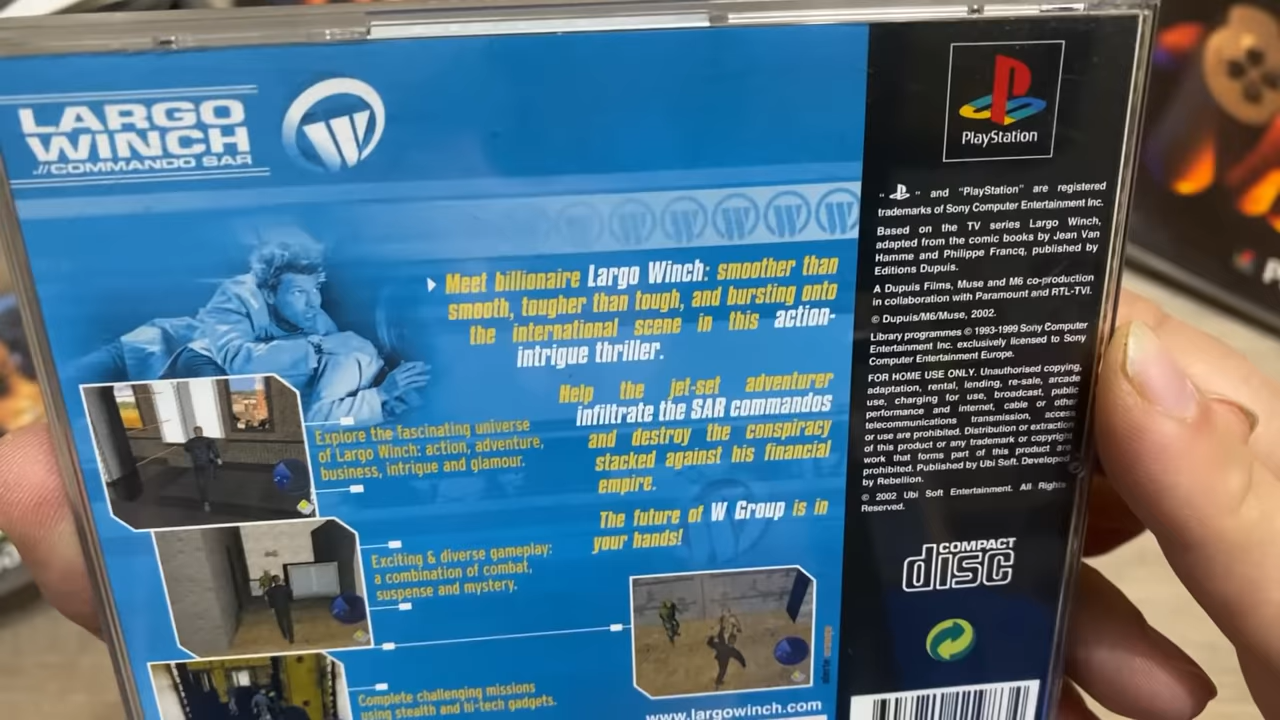 LARGO
WINCH
.//COMMANDO SAR
Meet billionaire Largo Winch: smoother than
smooth, tougher than tough, and bursting onto
the international scene in this action-
intrigue thriller.
Help the jet-set adventurer
infiltrate the SAR commandos
and destroy the conspiracy
stacked against his financial
empire.
The future of W Group is in
your hands!
Explore the fascinating universe
of Largo Winch: action, adventure,
business, intrigue and glamour.
Exciting & diverse gameplay:
a combination of combat,
suspense and mystery.
Complete challenging missions
using stealth and hi-tech gadgets.
www.largowinch.com
PlayStation
" " and "PlayStation" are registered
trademarks of Sony Computer Entertainment Inc.
Based on the TV series Largo Winch,
adapted from the comic books by Jean Van
Hamme and Philippe Francq, published by
Editions Dupuis.
A Dupuis Films, Muse and M6 co-production
in collaboration with Paramount and RTL-TVI.
© Dupuis/M6/Muse, 2002.
Library programmes © 1993-1999 Sony Computer
Entertainment Inc. exclusively licensed to Sony
Computer Entertainment Europe.
FOR HOME USE ONLY. Unauthorised copying,
adaptation, rental, lending, re-sale, arcade
use, charging for use, broadcast, public
performance and internet, cable or other
telecommunications transmission, access
or use are prohibited. Distribution or extraction
of this product or any trademark or copyright
work that forms part of this product are
prohibited. Published by Ubi Soft. Developed
by Rebellion.
© 2002 Ubi Soft Entertainment. All Rights
Reserved.
COMPACT
disc